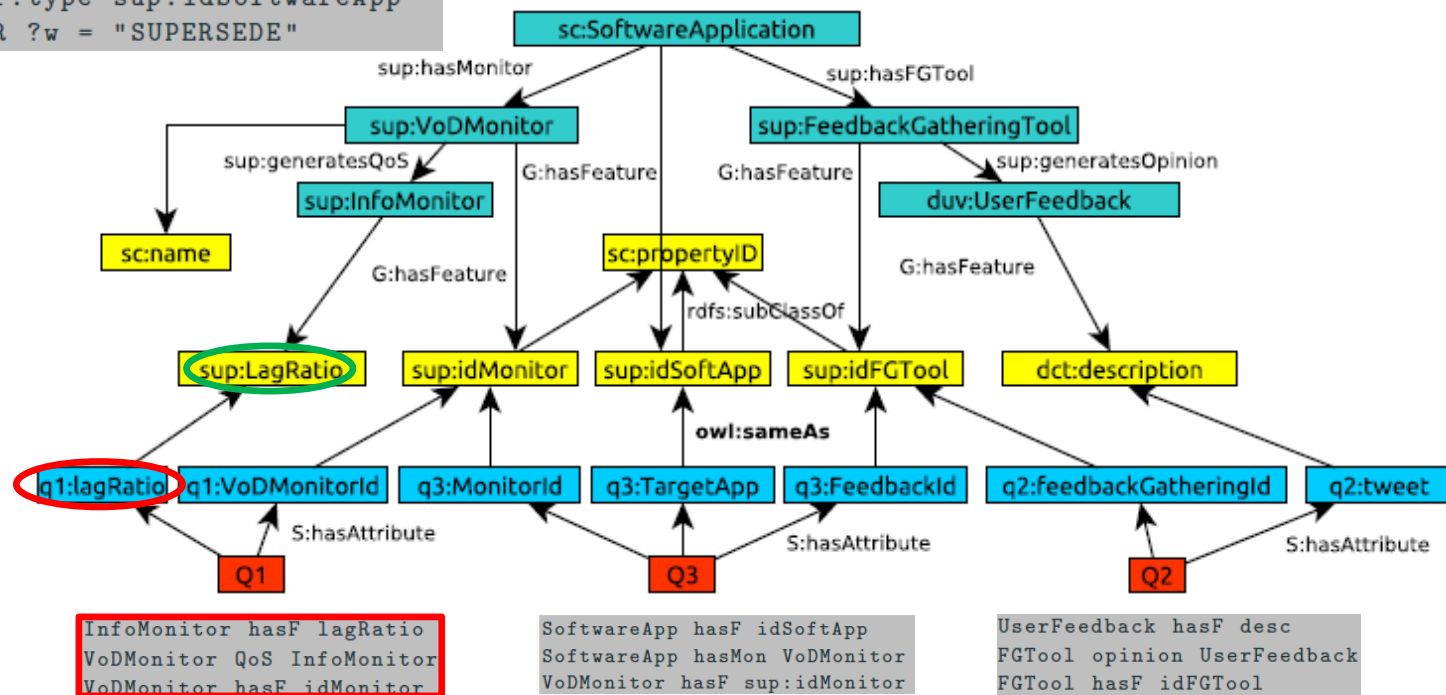 sup:idSoftwareApp
R ?w = "SUPERSEDE"
sc:SoftwareApplication
sup:hasMonitor
sup:hasFGTool
sup:VoDMonitor
sup:FeedbackGatheringTool
sup:generatesQoS
G:hasFeature
G:hasFeature
sup:generatesOpinion
sup:InfoMonitor
duv:UserFeedback
sc:name
sc:propertyID
G:hasFeature
G:hasFeature
rdfs:subClassOf
sup:LagRatio
sup:idMonitor
sup:idSoftApp
sup:idFGTool
dct:description
owl:sameAs
q1:lagRatio
q1:VoDMonitorId
q3:MonitorId
q3:TargetApp
q3:FeedbackId
q2:feedbackGatheringId
q2:tweet
S:hasAttribute
S:hasAttribute
S:hasAttribute
Q1
Q3
Q2
InfoMonitor hasF lagRatio
VoDMonitor QoS InfoMonitor
VoDMonitor hasF idMonitor
SoftwareApp hasF idSoftApp
SoftwareApp hasMon VoDMonitor
VoDMonitor hasF sup:idMonitor
UserFeedback hasF desc
FGTool opinion UserFeedback
FGTool hasF idFGTool